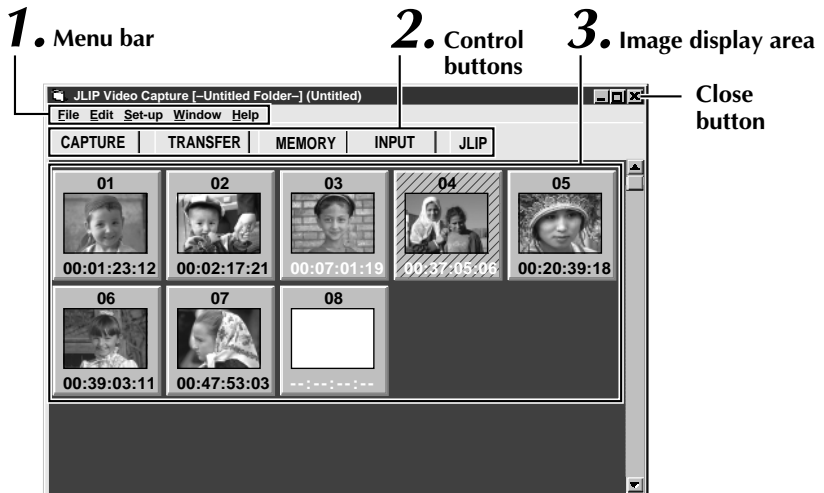 1. Menu bar
2. Control buttons
3. Image display area
JLIP Video Capture [–Untitled Folder–] (Untitled)
Close button
File Edit Set-up Window Help
CAPTURE TRANSFER MEMORY INPUT JLIP
01 02 03 04 05
00:01:23:12 00:02:17:21 00:07:01:19 00:37:05:06 00:20:39:18
06 07 08
00:39:03:11 00:47:53:03 --:--:--:--